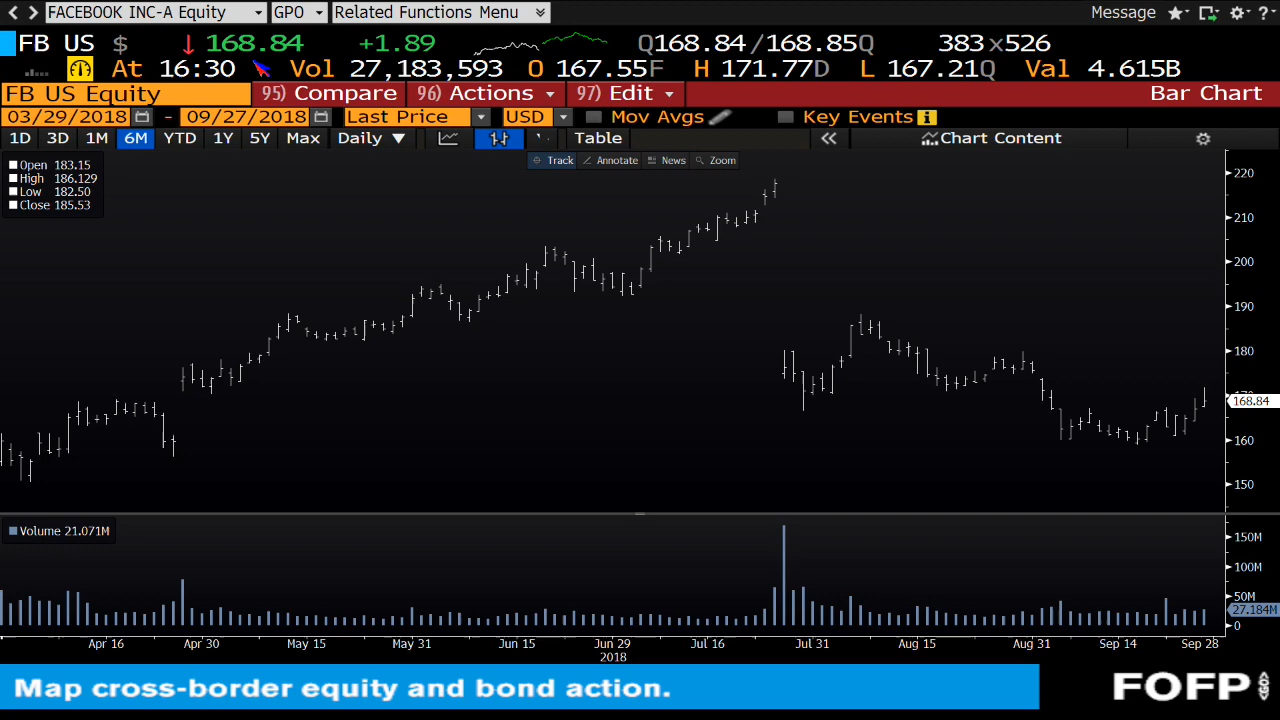 FACEBOOK INC-A Equity GPO Related Functions Menu Message ?
FB US $ 168.84 +1.89 Q168.84/168.85Q 383x526
At 16:30 Vol 27,183,593 O 167.55F H 171.77D L 167.21Q Val 4.615B
FB US Equity 95) Compare 96) Actions 97) Edit Bar Chart
03/29/2018 - 09/27/2018 Last Price USD Mov Avgs Key Events
1D 3D 1M 6M YTD 1Y 5Y Max Daily Table Chart Content
Track Annotate News Zoom
Open 183.15
High 186.129
Low 182.50
Close 185.53
220
210
200
190
180
168.84
160
150
Volume 21.071M
150M
100M
50M
27.184M
0
Apr 16 Apr 30 May 15 May 31 Jun 15 Jun 29 Jul 16 Jul 31 Aug 15 Aug 31 Sep 14 Sep 28
2018
Map cross-border equity and bond action. FOFP GO